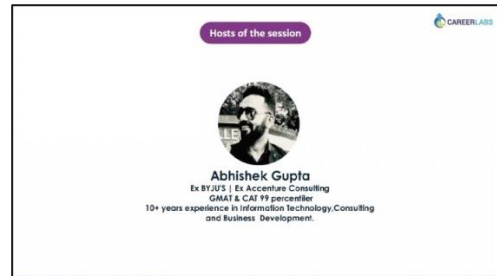 Hosts of the session
CAREERLABS
LLE
Abhishek Gupta
Ex BYJU'S | Ex Accenture Consulting
GMAT & CAT 99 percentiler
10+ years experience in Information Technology,Consulting
and Business Development.